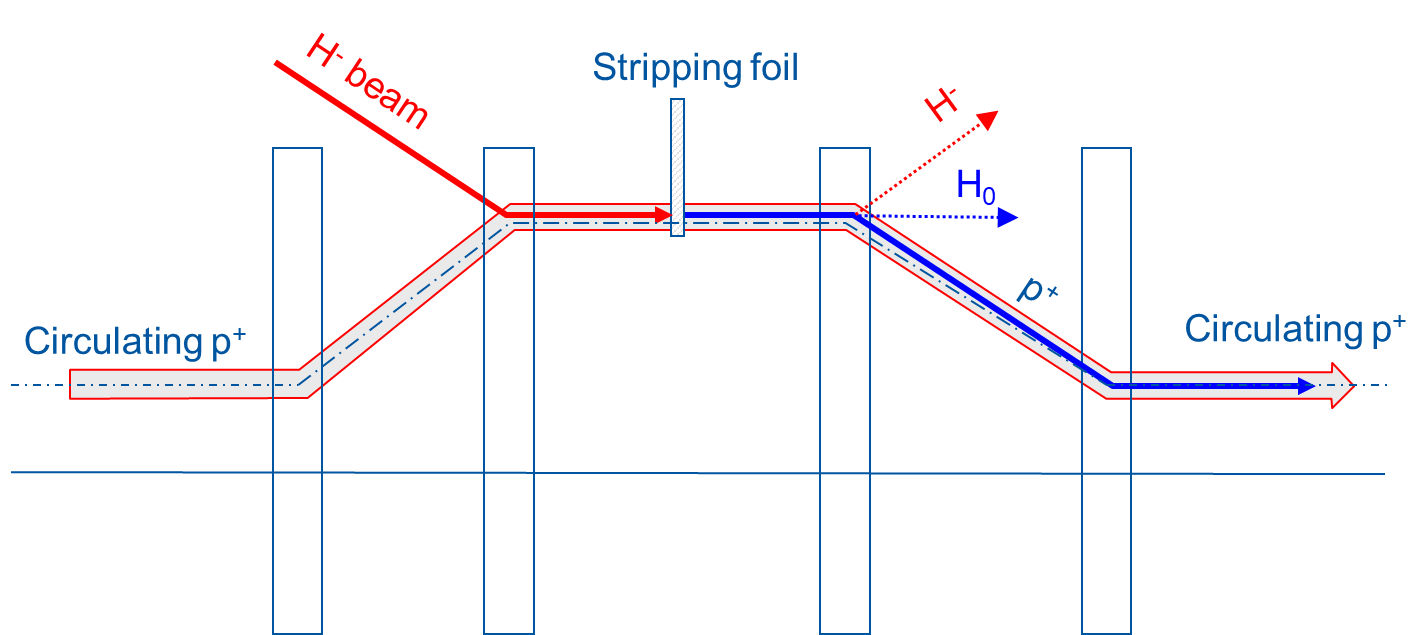 H⁻ beam
Stripping foil
H⁻
H₀
p⁺
Circulating p⁺
Circulating p⁺